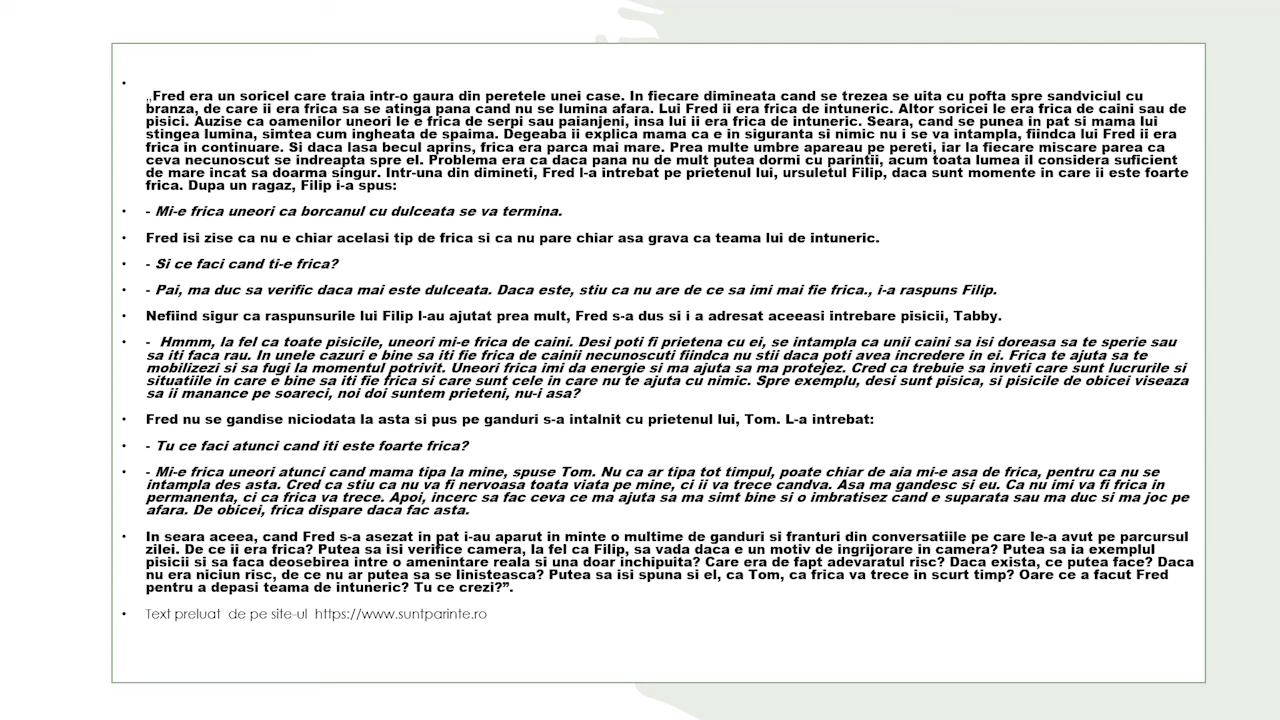 „Fred era un soricel care traia intr-o gaura din peretele unei case. In fiecare dimineata cand se trezea se uita cu pofta spre sandviciul cu
branza, de care ii era frica sa se atinga pana cand nu se lumina afara. Lui Fred ii era frica de intuneric. Altor soricei le era frica de caini sau de
pisici. Auzise ca oamenilor uneori le e frica de serpi sau paianjeni, insa lui ii era frica de intuneric. Seara, cand se punea in pat si mama lui
stingea lumina, simtea cum ingheata de spaima. Degeaba ii explica mama ca e in siguranta si nimic nu i se va intampla, fiindca lui Fred ii era
frica in continuare. Si daca lasa becul aprins, frica era parca mai mare. Prea multe umbre apareau pe pereti, iar la fiecare miscare parea ca
ceva necunoscut se indreapta spre el. Problema era ca daca pana nu de mult putea dormi cu parintii, acum toata lumea il considera suficient
de mare incat sa doarma singur. Intr-una din dimineti, Fred l-a intrebat pe prietenul lui, ursuletul Filip, daca sunt momente in care ii este foarte
frica. Dupa un ragaz, Filip i-a spus:
- Mi-e frica uneori ca borcanul cu dulceata se va termina.
Fred isi zise ca nu e chiar acelasi tip de frica si ca nu pare chiar asa grava ca teama lui de intuneric.
- Si ce faci cand ti-e frica?
- Pai, ma duc sa verific daca mai este dulceata. Daca este, stiu ca nu are de ce sa imi mai fie frica., i-a raspuns Filip.
Nefiind sigur ca raspunsurile lui Filip l-au ajutat prea mult, Fred s-a dus si i a adresat aceeasi intrebare pisicii, Tabby.
- Hmmm, la fel ca toate pisicile, uneori mi-e frica de caini. Desi poti fi prietena cu ei, se intampla ca unii caini sa isi doreasa sa te sperie sau
sa iti faca rau. In unele cazuri e bine sa iti fie frica de cainii necunoscuti fiindca nu stii daca poti avea incredere in ei. Frica te ajuta sa te
mobilizezi si sa fugi la momentul potrivit. Uneori frica imi da energie si ma ajuta sa ma protejez. Cred ca trebuie sa inveti care sunt lucrurile si
situatiile in care e bine sa iti fie frica si care sunt cele in care nu te ajuta cu nimic. Spre exemplu, desi sunt pisica, si pisicile de obicei viseaza
sa ii manance pe soareci, noi doi suntem prieteni, nu-i asa?
Fred nu se gandise niciodata la asta si pus pe ganduri s-a intalnit cu prietenul lui, Tom. L-a intrebat:
- Tu ce faci atunci cand iti este foarte frica?
- Mi-e frica uneori atunci cand mama tipa la mine, spuse Tom. Nu ca ar tipa tot timpul, poate chiar de aia mi-e asa de frica, pentru ca nu se
intampla des asta. Cred ca stiu ca nu va fi nervoasa toata viata pe mine, ci ii va trece candva. Asa ma gandesc si eu. Ca nu imi va fi frica in
permanenta, ci ca frica va trece. Apoi, incerc sa fac ceva ce ma ajuta sa ma simt bine si o imbratisez cand e suparata sau ma duc si ma joc pe
afara. De obicei, frica dispare daca fac asta.
In seara aceea, cand Fred s-a asezat in pat i-au aparut in minte o multime de ganduri si franturi din conversatiile pe care le-a avut pe parcursul
zilei. De ce ii era frica? Putea sa isi verifice camera, la fel ca Filip, sa vada daca e un motiv de ingrijorare in camera? Putea sa ia exemplul
pisicii si sa faca deosebirea intre o amenintare reala si una doar inchipuita? Care era de fapt adevaratul risc? Daca exista, ce putea face? Daca
nu era niciun risc, de ce nu ar putea sa se linisteasca? Putea sa isi spuna si el, ca Tom, ca frica va trece in scurt timp? Oare ce a facut Fred
pentru a depasi teama de intuneric? Tu ce crezi?”.
Text preluat de pe site-ul https://www.suntparinte.ro